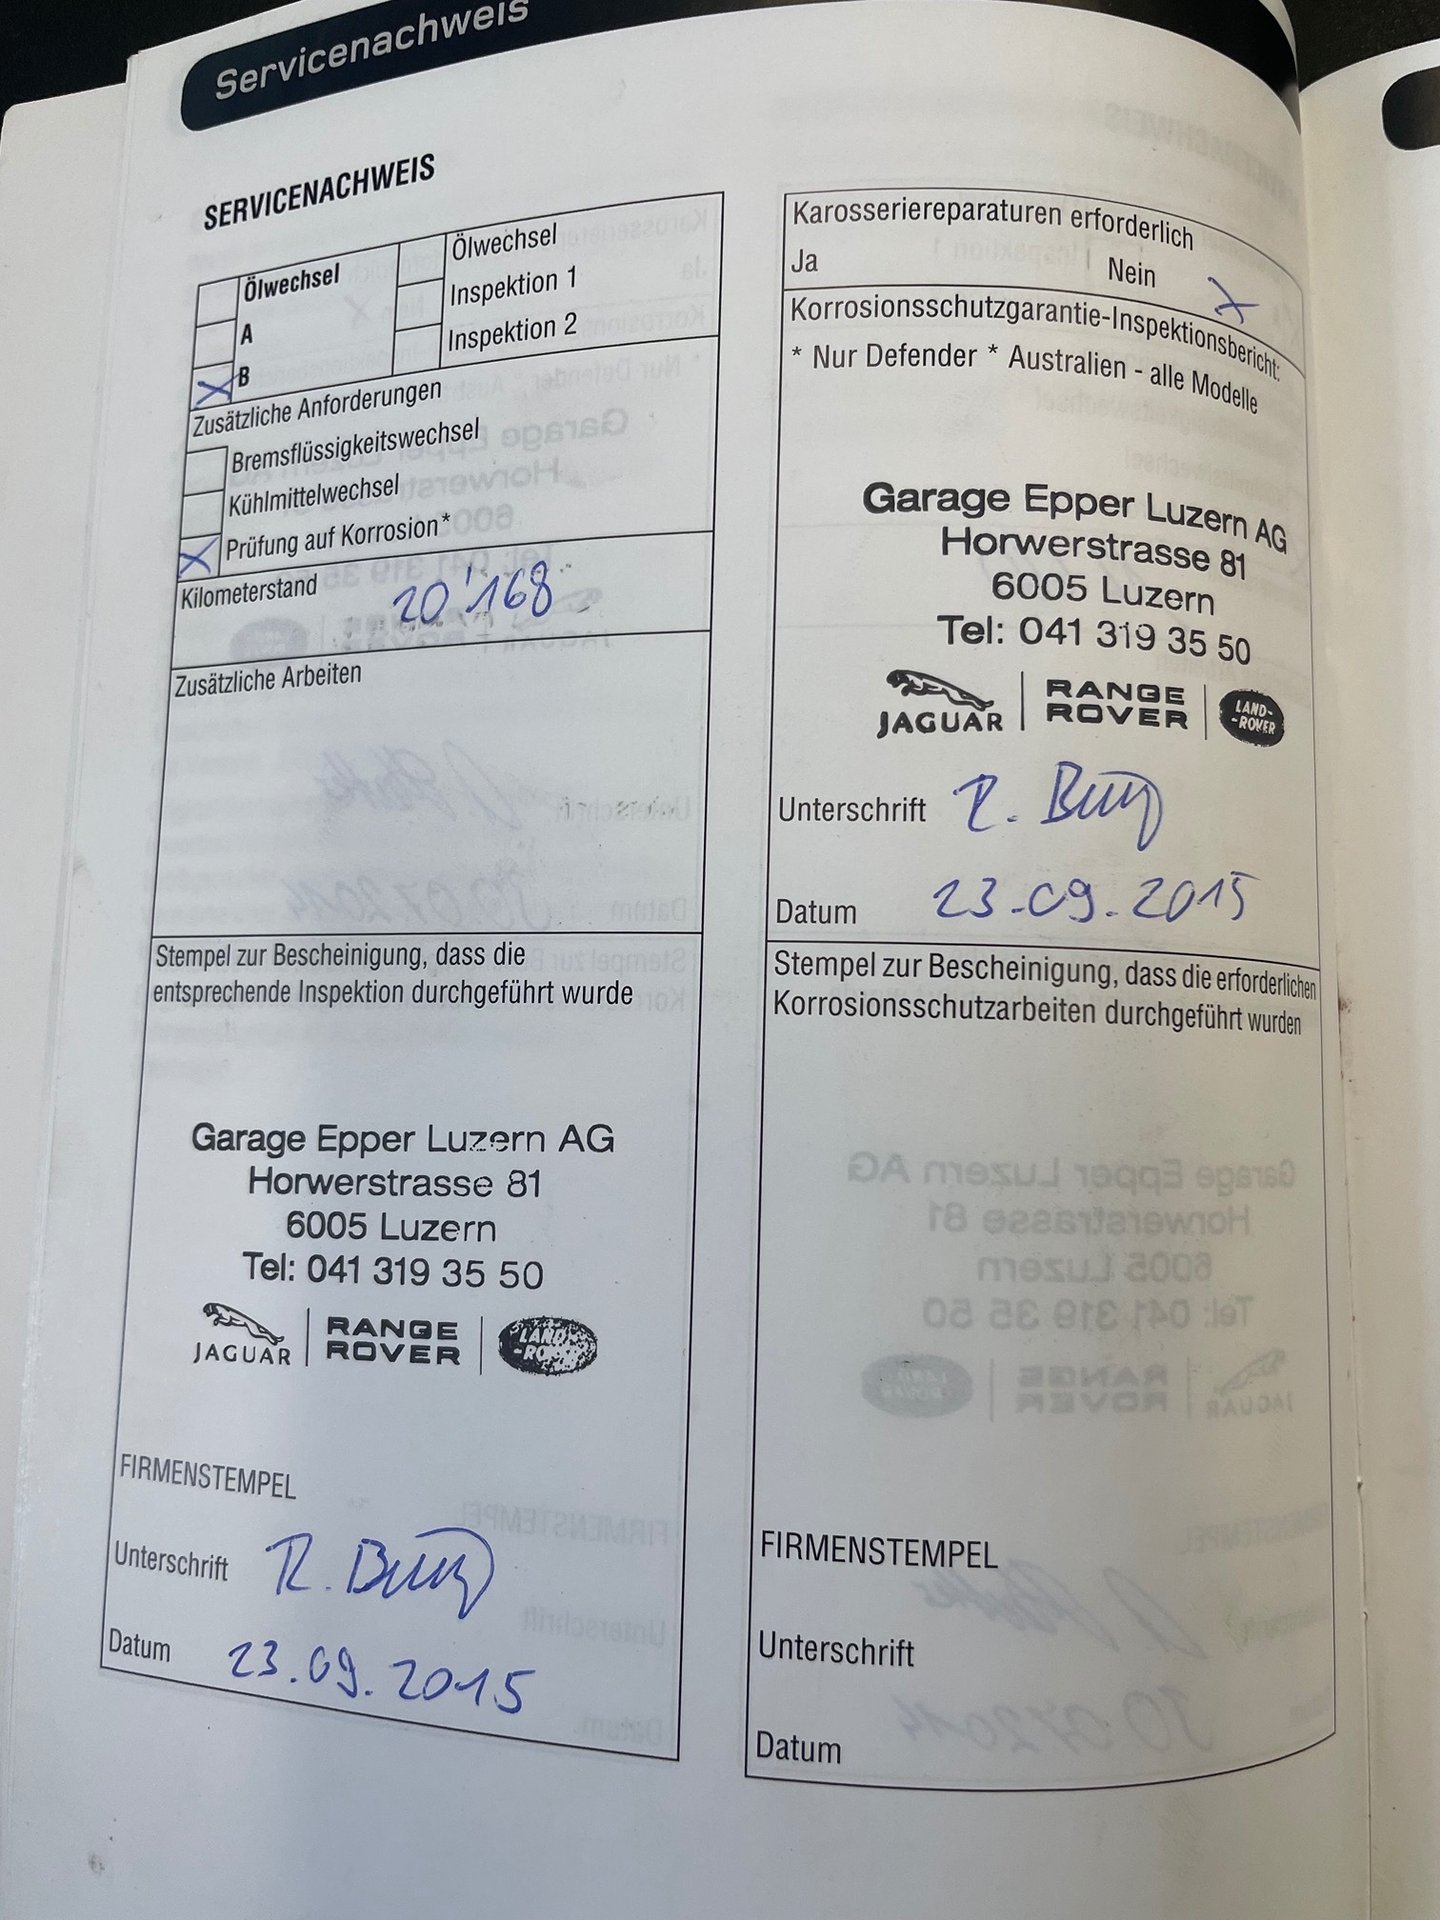 Servicenachweis
SERVICENACHWEIS
Ölwechsel
A
B
Ölwechsel
Inspektion 1
Inspektion 2
Zusätzliche Anforderungen
Bremsflüssigkeitswechsel
Kühlmittelwechsel
Prüfung auf Korrosion*
Kilometerstand 20'168
Zusätzliche Arbeiten
Stempel zur Bescheinigung, dass die
entsprechende Inspektion durchgeführt wurde
Garage Epper Luzern AG
Horwerstrasse 81
6005 Luzern
Tel: 041 319 35 50
JAGUAR
RANGE
ROVER
LAND-
-ROVER
FIRMENSTEMPEL
Unterschrift R.
Datum 23.09.2015
Karosseriereparaturen erforderlich
Ja Nein
Korrosionsschutzgarantie-Inspektionsbericht:
* Nur Defender * Australien - alle Modelle
Garage Epper Luzern AG
Horwerstrasse 81
6005 Luzern
Tel: 041 319 35 50
JAGUAR
RANGE
ROVER
LAND-
-ROVER
Unterschrift R.
Datum 23.09.2015
Stempel zur Bescheinigung, dass die erforderlichen
Korrosionsschutzarbeiten durchgeführt wurden
FIRMENSTEMPEL
Unterschrift
Datum